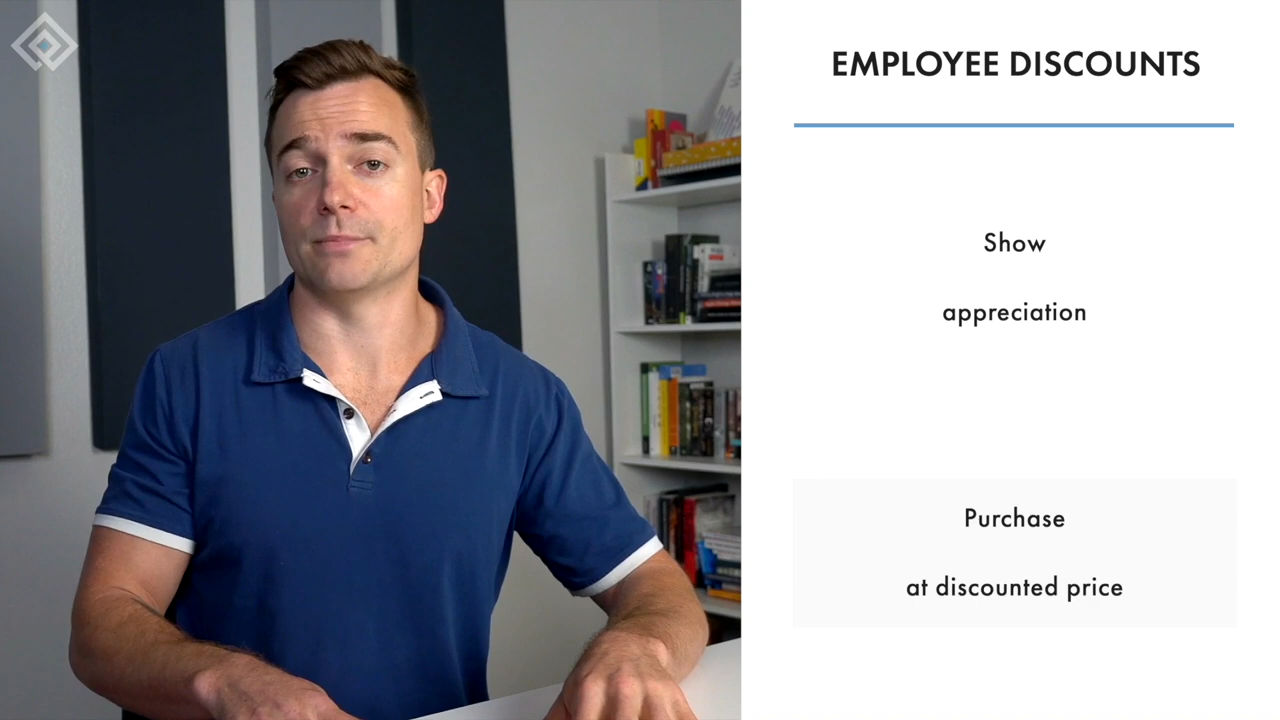 EMPLOYEE DISCOUNTS
Show
appreciation
Purchase
at discounted price